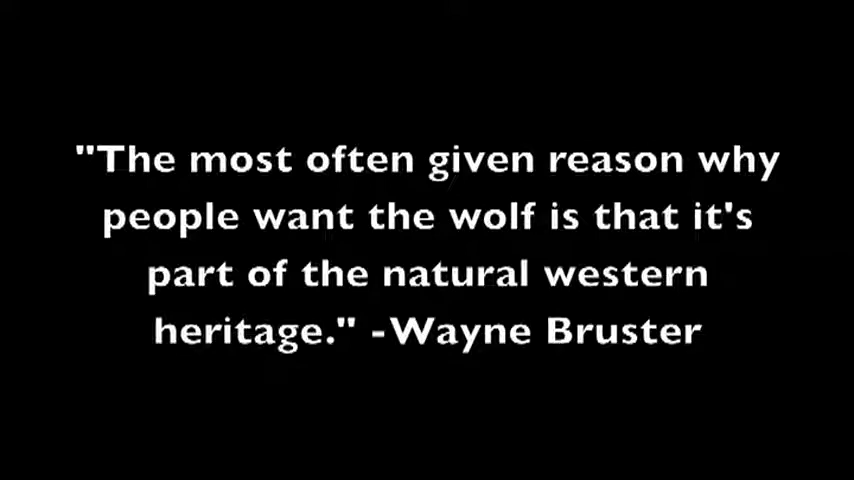 "The most often given reason why
people want the wolf is that it's
part of the natural western
heritage." -Wayne Bruster